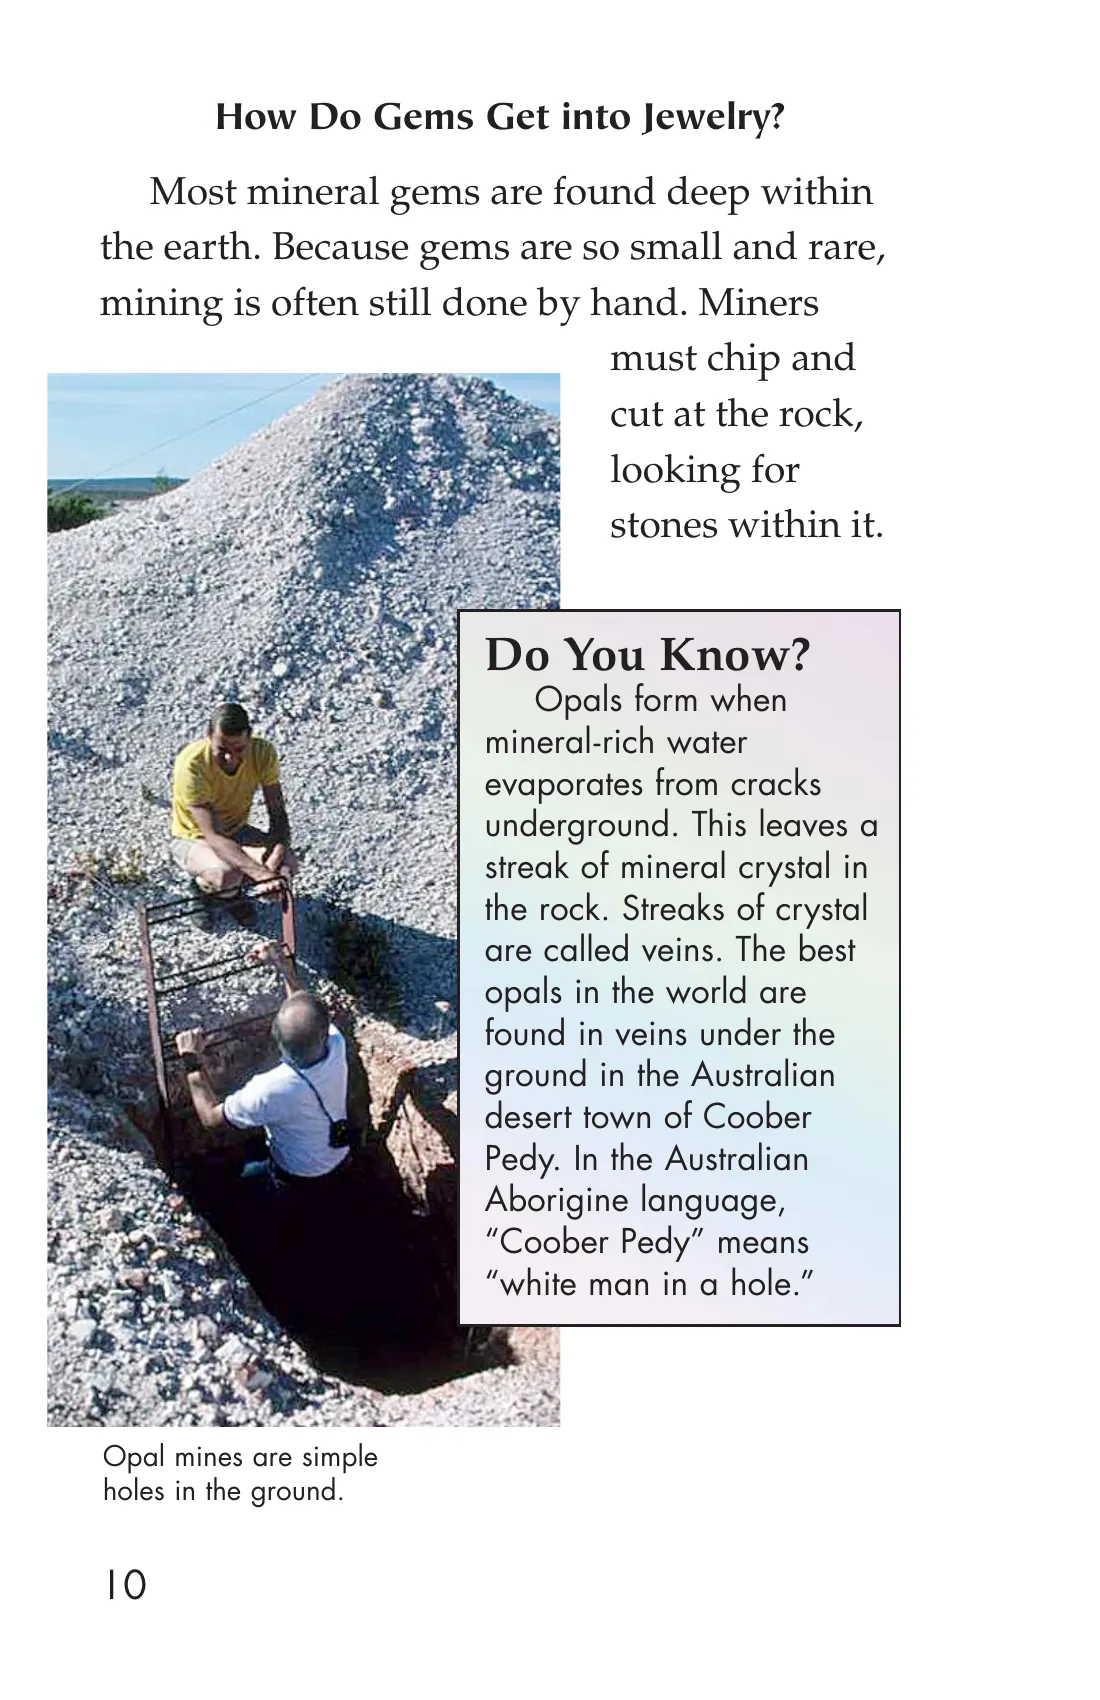 How Do Gems Get into Jewelry?
Most mineral gems are found deep within
the earth. Because gems are so small and rare,
mining is often still done by hand. Miners
must chip and
cut at the rock,
looking for
stones within it.
Do You Know?
Opals form when
mineral-rich water
evaporates from cracks
underground. This leaves a
streak of mineral crystal in
the rock. Streaks of crystal
are called veins. The best
opals in the world are
found in veins under the
ground in the Australian
desert town of Coober
Pedy. In the Australian
Aborigine language,
“Coober Pedy” means
“white man in a hole.”
Opal mines are simple
holes in the ground.
10